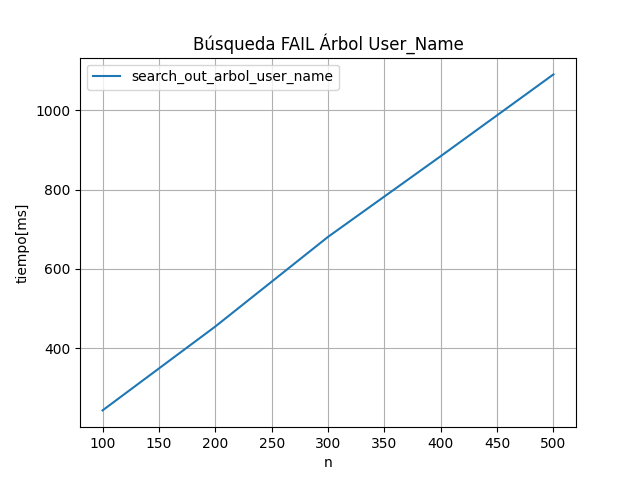 Búsqueda FAIL Árbol User_Name
search_out_arbol_user_name
1000
800
600
400
tiempo[ms]
100 150 200 250 300 350 400 450 500
n